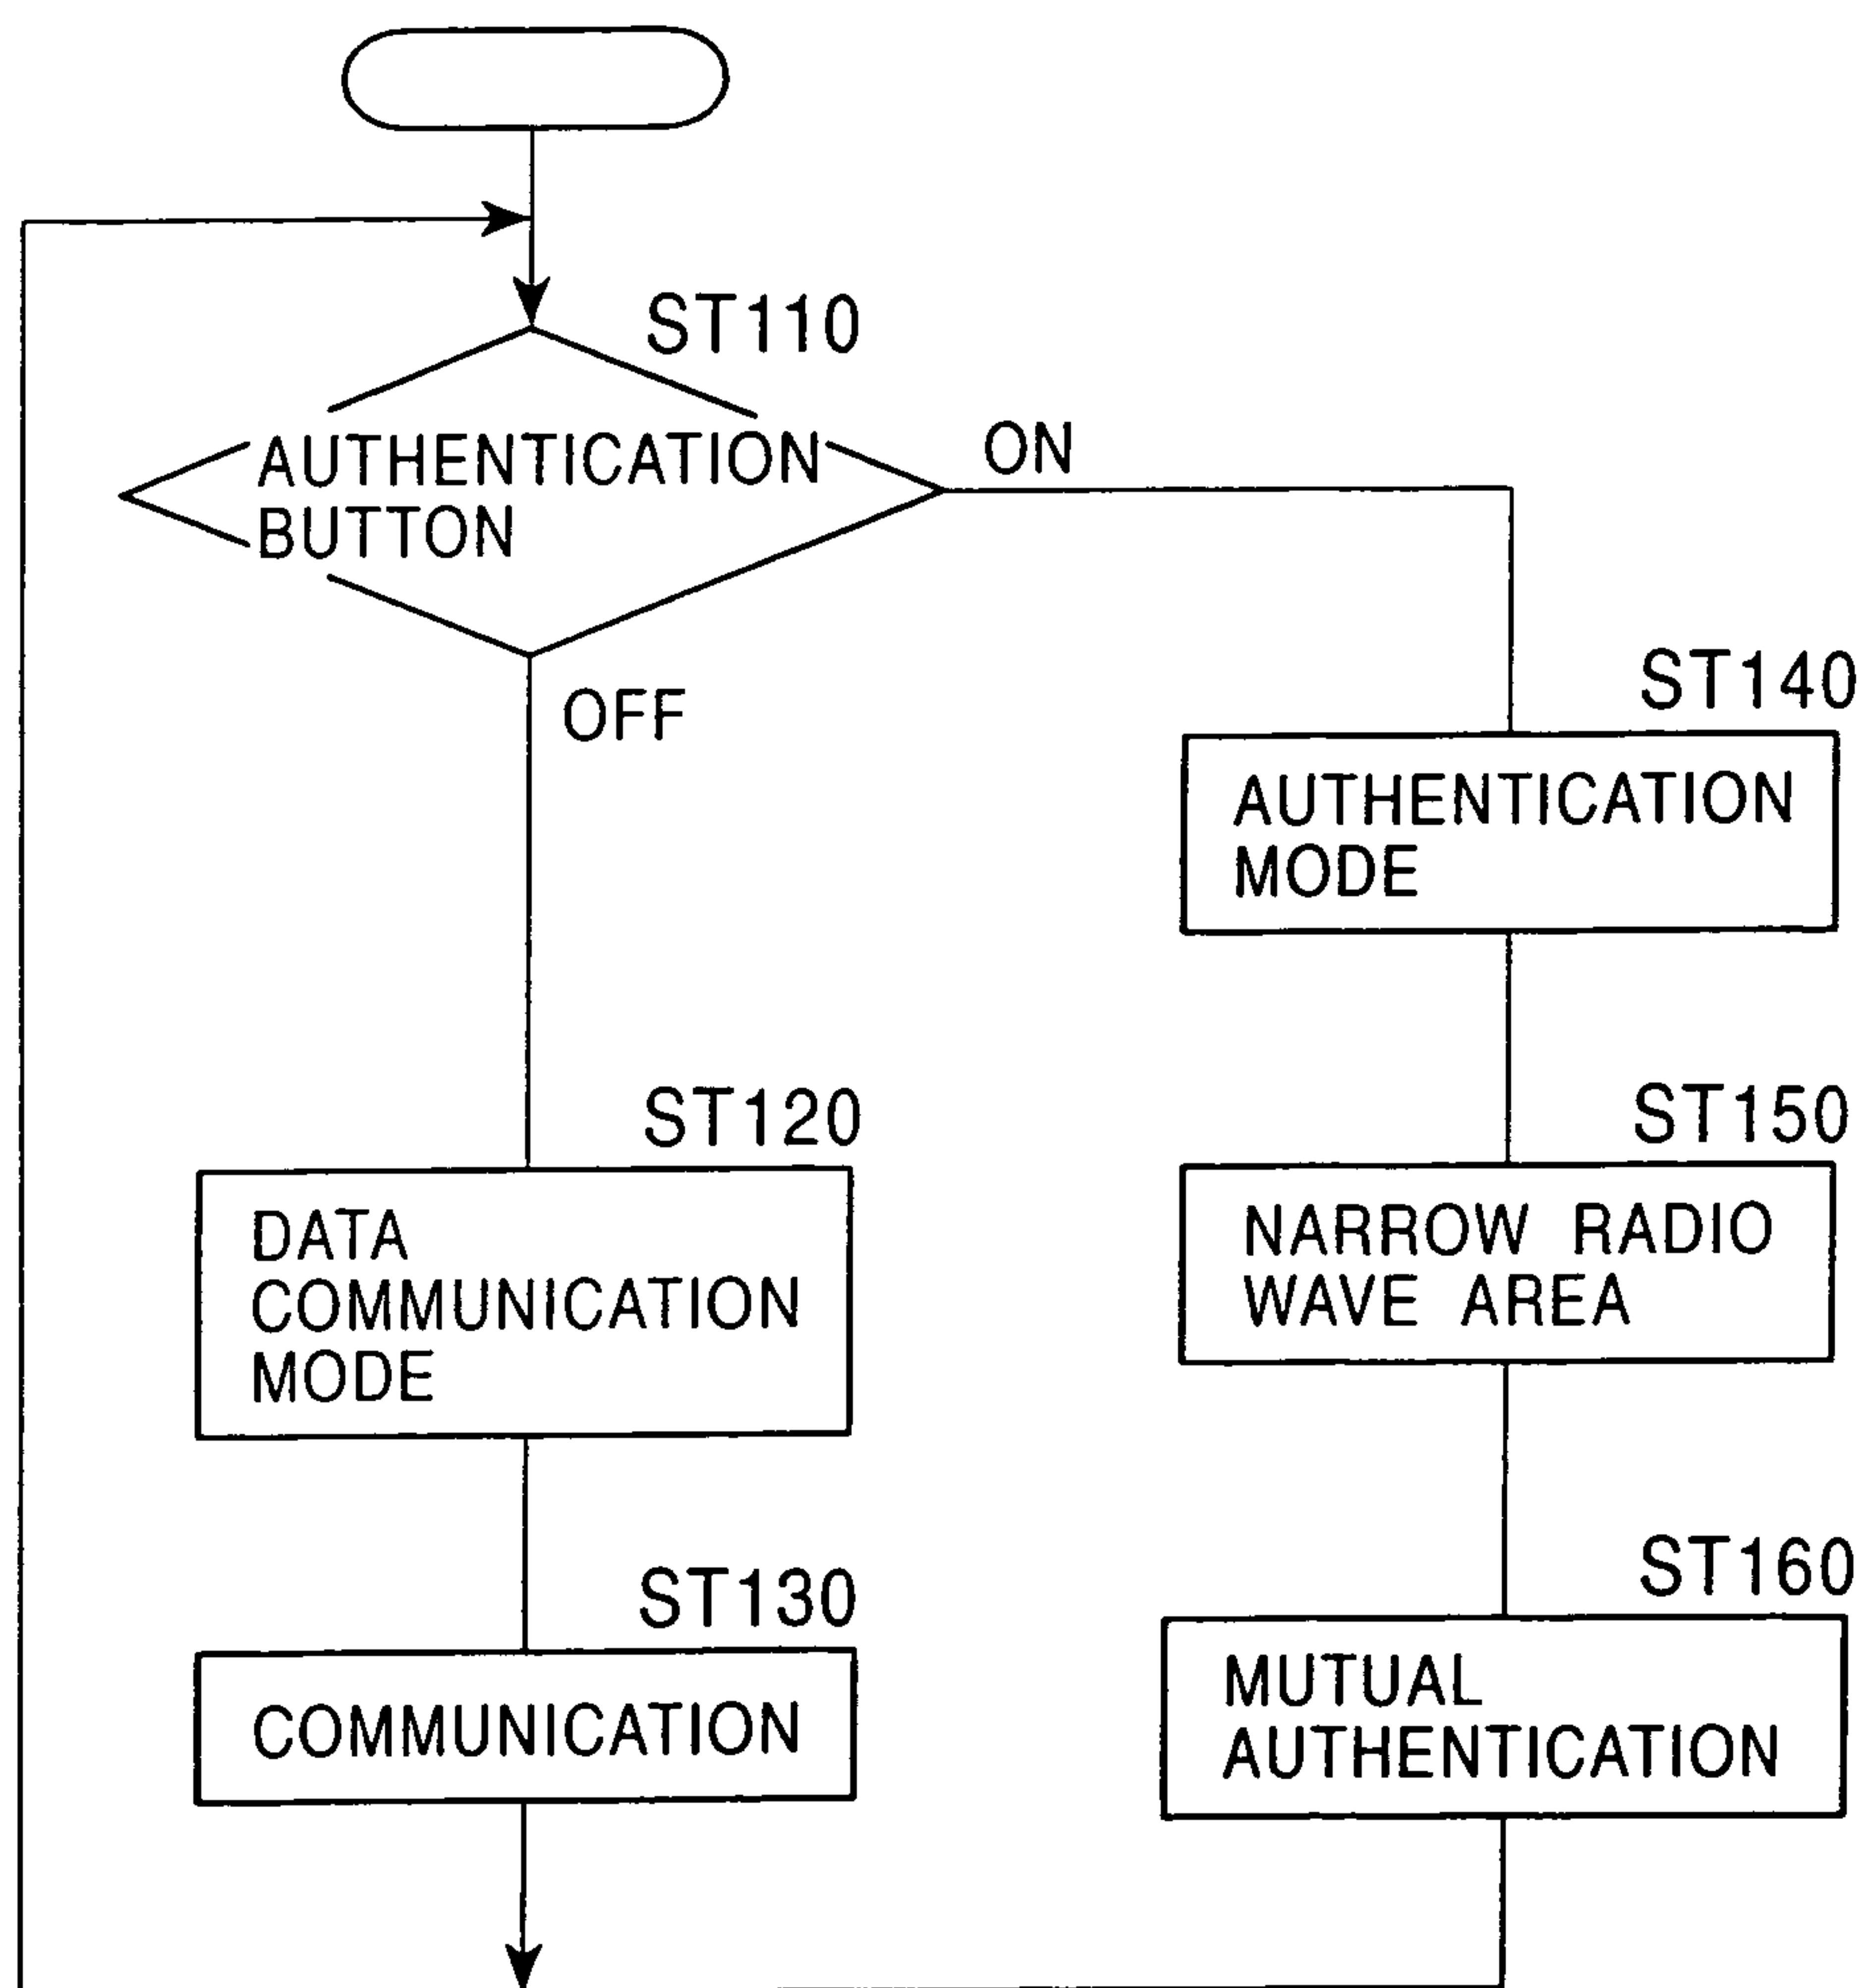 ST110
AUTHENTICATION
BUTTON
ON
OFF
ST140
AUTHENTICATION
MODE
ST120
DATA
COMMUNICATION
MODE
ST150
NARROW RADIO
WAVE AREA
ST130
COMMUNICATION
ST160
MUTUAL
AUTHENTICATION